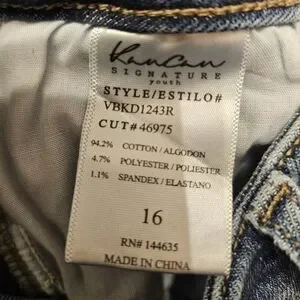 KanCan
SIGNATURE
youth
STYLE/ESTILO#
VBKD1243R
CUT# 46975
94.2% COTTON / ALGODON
4.7% POLYESTER / POLIESTER
1.1% SPANDEX / ELASTANO
16
RN# 144635
MADE IN CHINA